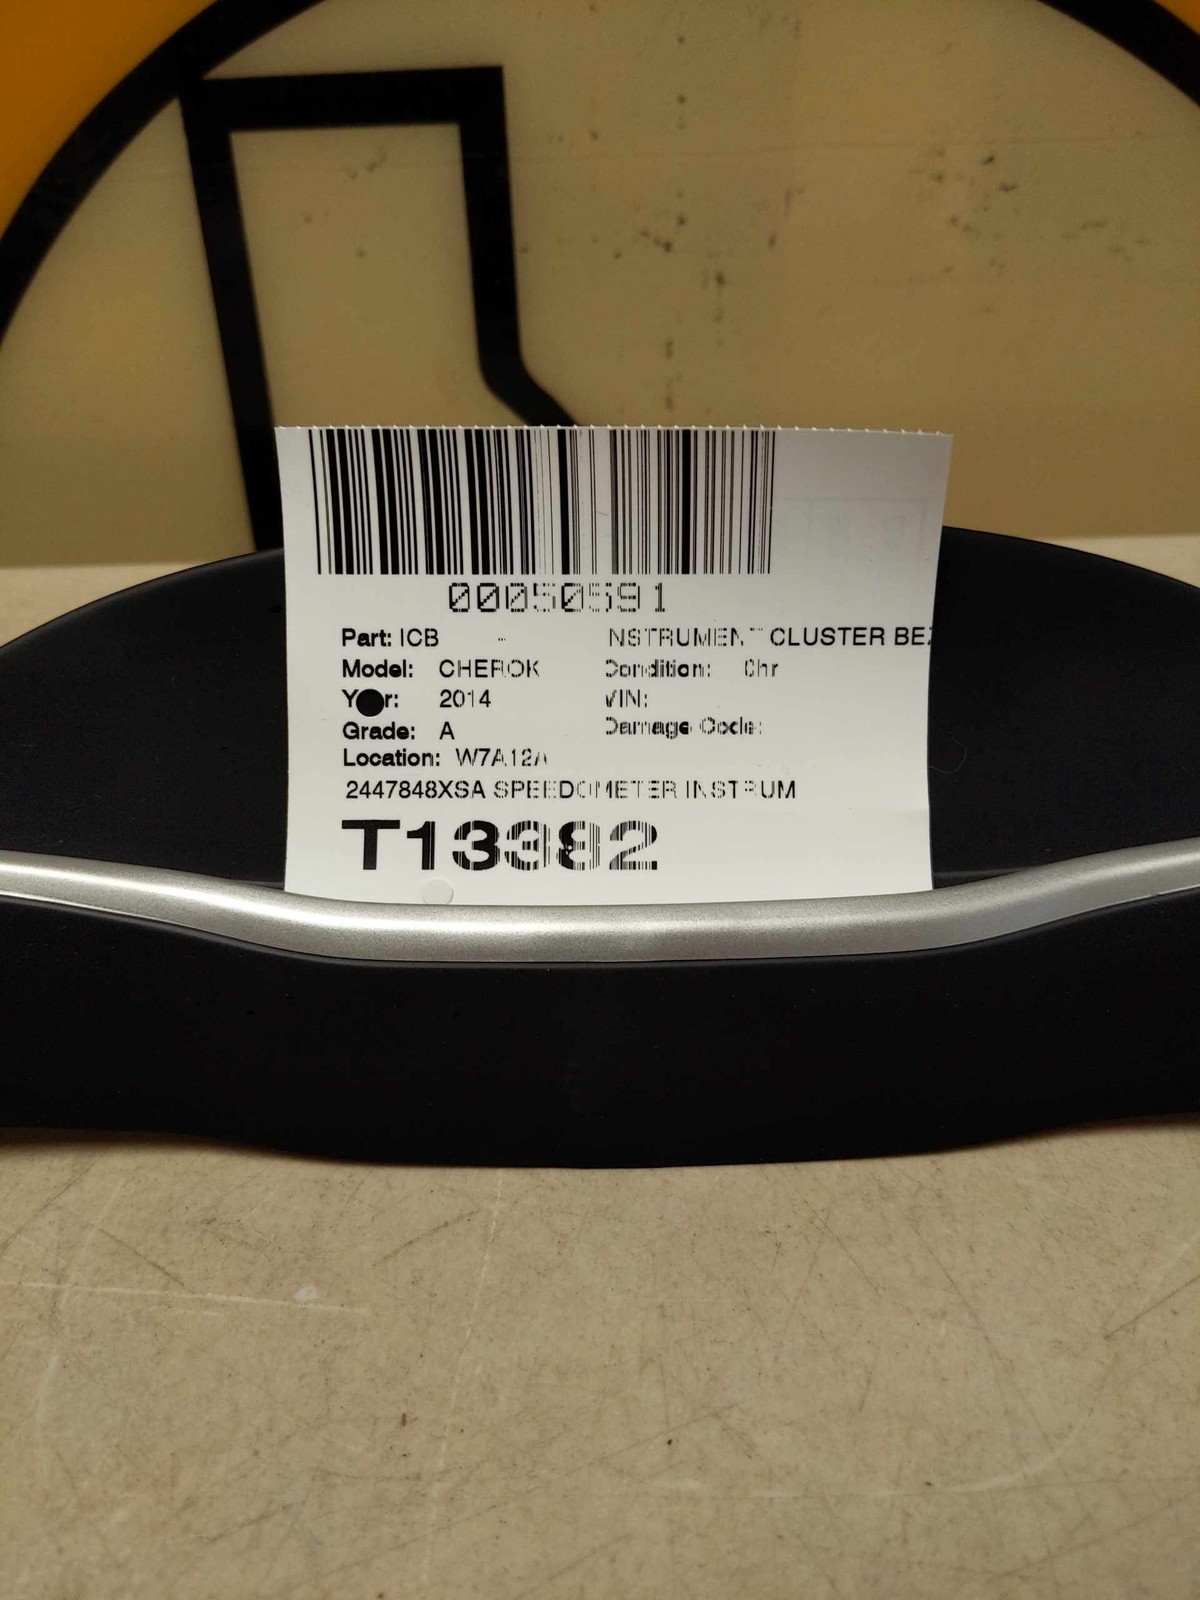 00050591
Part: ICB - NSTRUMENT CLUSTER BEZ
Model: CHEROK Condition: Chr
Year: 2014 VIN:
Grade: A Damage Code:
Location: W7A12A
2447848XSA SPEEDOMETER INSTRUM
T13382